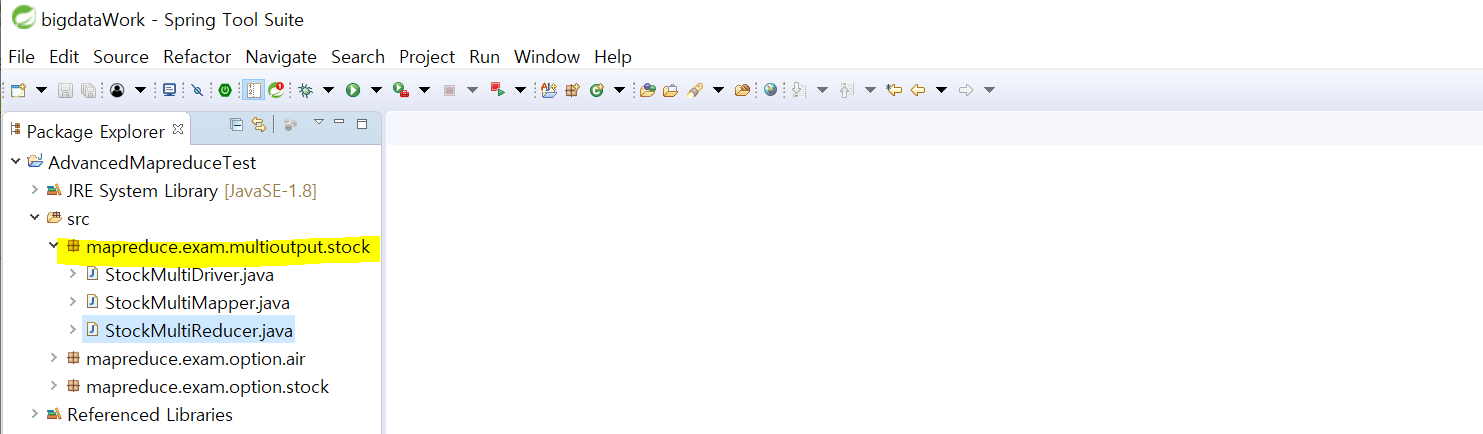 bigdataWork - Spring Tool Suite
File Edit Source Refactor Navigate Search Project Run Window Help
Package Explorer
AdvancedMapreduceTest
JRE System Library [JavaSE-1.8]
src
mapreduce.exam.multioutput.stock
StockMultiDriver.java
StockMultiMapper.java
StockMultiReducer.java
mapreduce.exam.option.air
mapreduce.exam.option.stock
Referenced Libraries